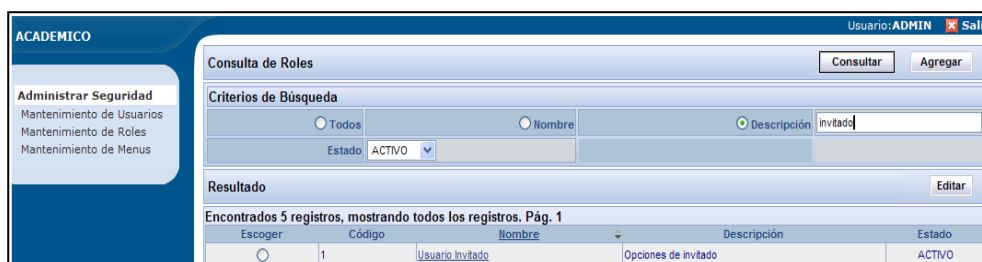 Usuario:ADMIN Sali
ACADEMICO
Consulta de Roles Consultar Agregar
Administrar Seguridad
Mantenimiento de Usuarios
Mantenimiento de Roles
Mantenimiento de Menus
Criterios de Búsqueda
Todos Nombre Descripción invitado
Estado ACTIVO
Resultado Editar
Encontrados 5 registros, mostrando todos los registros. Pág. 1
Escoger Código Nombre Descripción Estado
1 Usuario Invitado Opciones de invitado ACTIVO